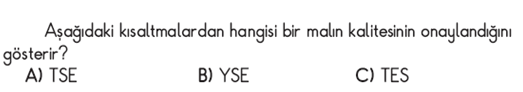 Aşağıdaki kısaltmalardan hangisi bir malın kalitesinin onaylandığını
gösterir?
A) TSE B) YSE C) TES